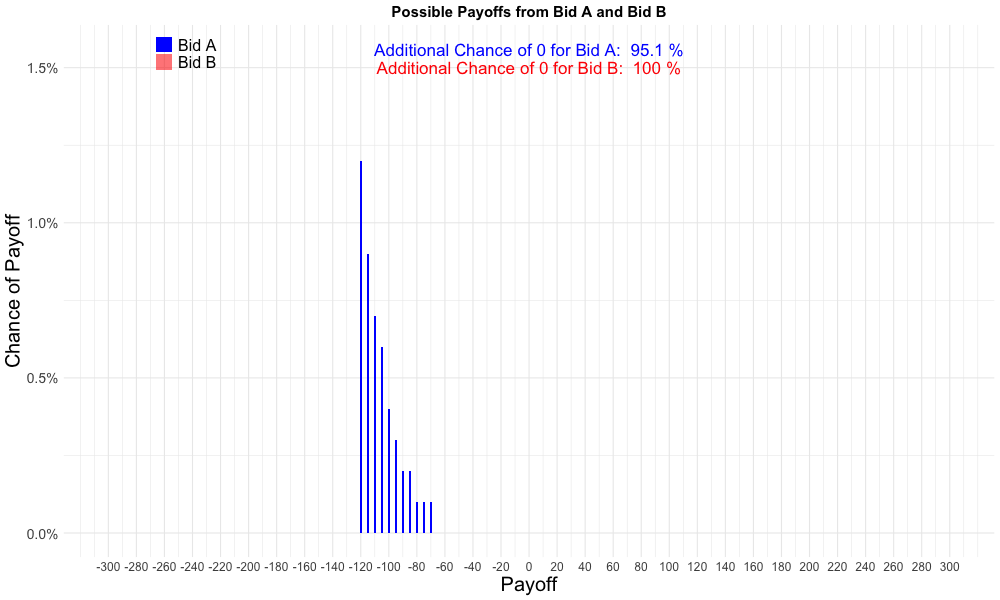 Possible Payoffs from Bid A and Bid B
Bid A
Bid B
Additional Chance of 0 for Bid A:  95.1 %
Additional Chance of 0 for Bid B:  100 %
Chance of Payoff
1.5%
1.0%
0.5%
0.0%
-300 -280 -260 -240 -220 -200 -180 -160 -140 -120 -100 -80 -60 -40 -20 0 20 40 60 80 100 120 140 160 180 200 220 240 260 280 300
Payoff